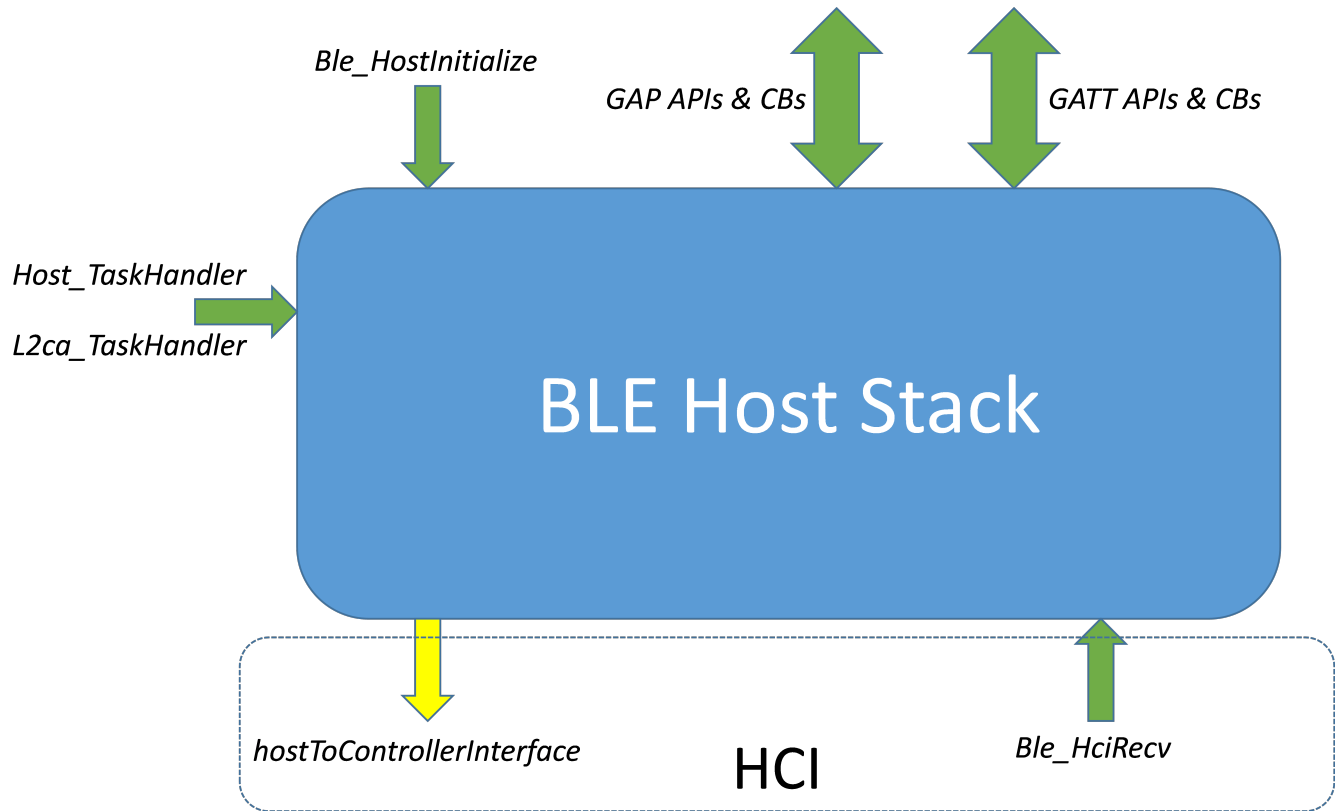 Ble_HostInitialize
GAP APIs & CBs
GATT APIs & CBs
Host_TaskHandler
L2ca_TaskHandler
BLE Host Stack
hostToControllerInterface
HCI
Ble_HciRecv